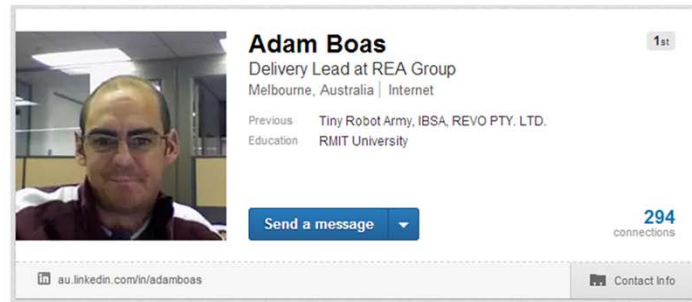 Adam Boas
1st
Delivery Lead at REA Group
Melbourne, Australia | Internet
Previous Tiny Robot Army, IBSA, REVO PTY. LTD.
Education RMIT University
Send a message
294
connections
in au.linkedin.com/in/adamboas
Contact Info